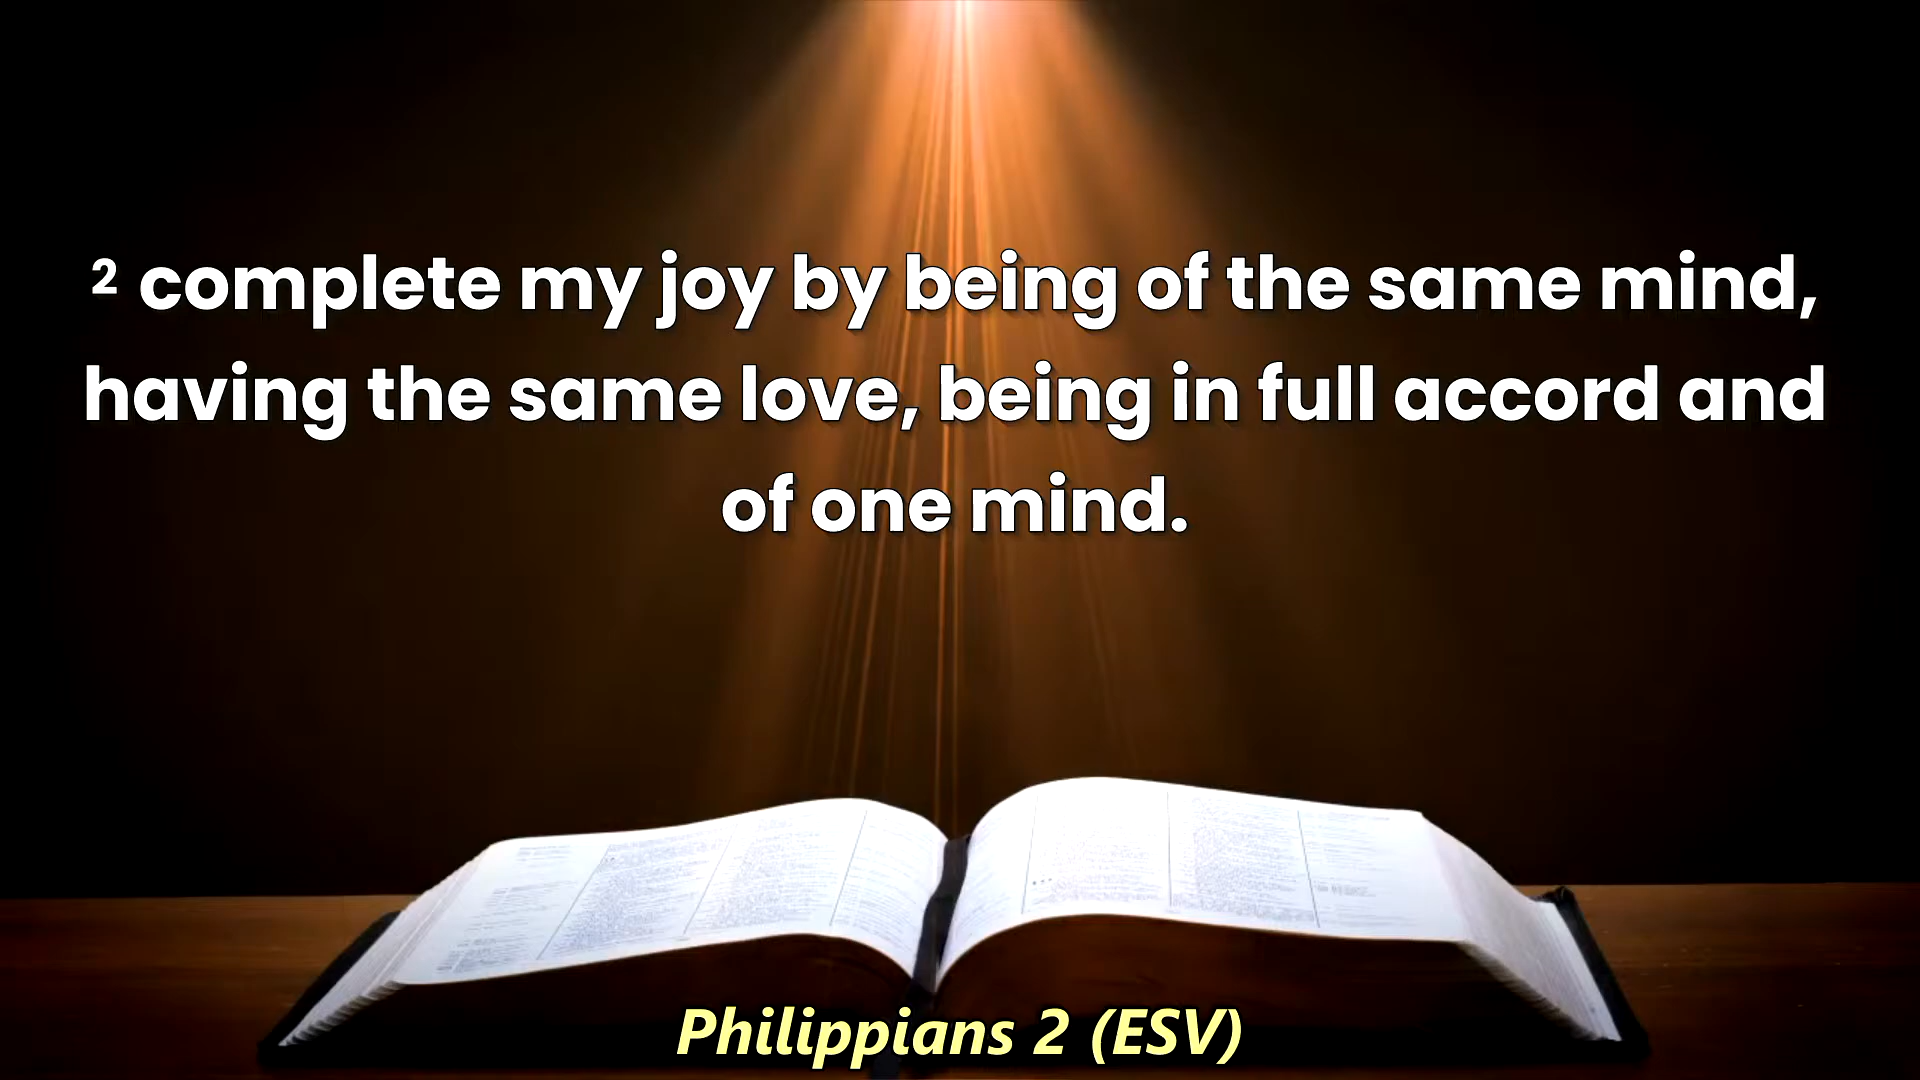 ² complete my joy by being of the same mind,
having the same love, being in full accord and
of one mind.
Philippians 2 (ESV)